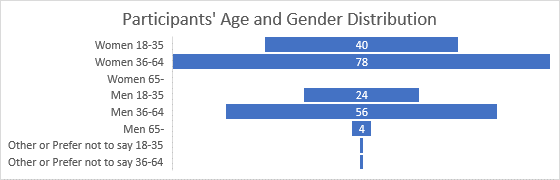 Participants' Age and Gender Distribution
Women 18-35 40
Women 36-64 78
Women 65-
Men 18-35 24
Men 36-64 56
Men 65- 4
Other or Prefer not to say 18-35
Other or Prefer not to say 36-64